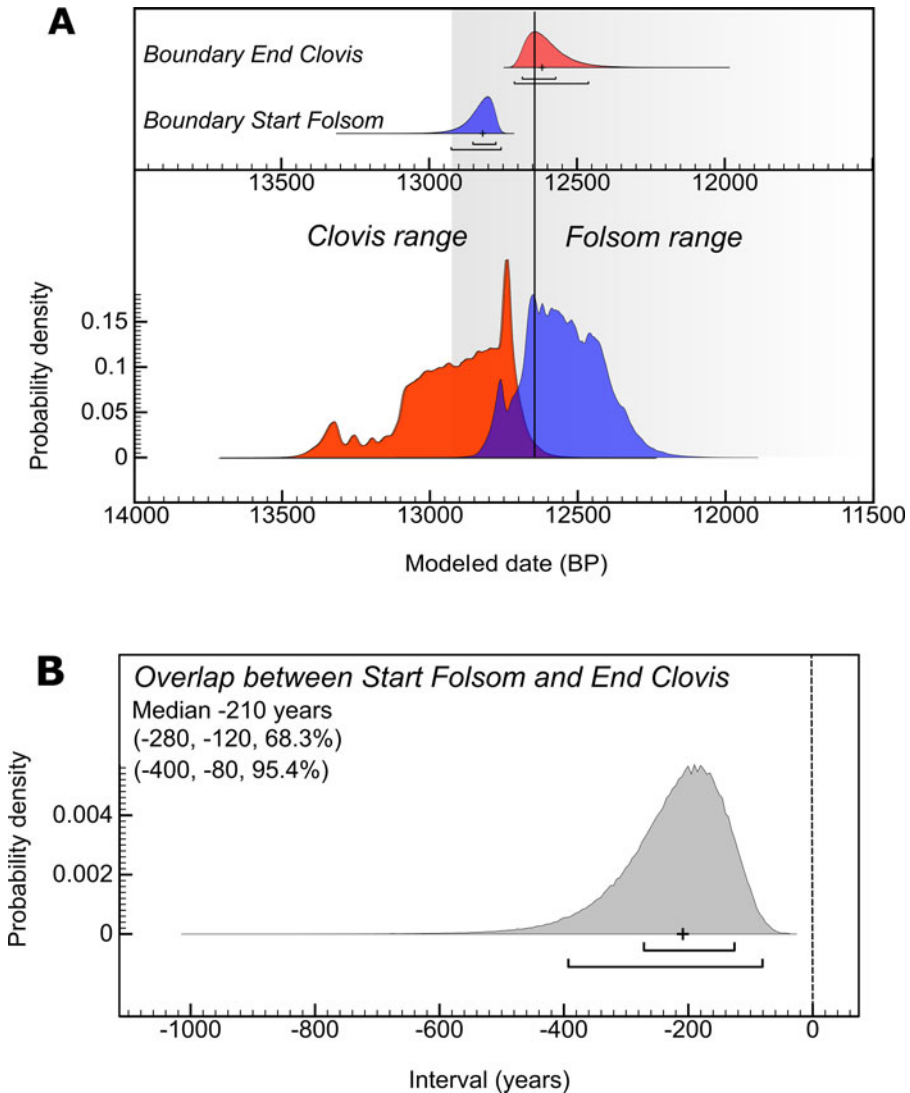 A
Boundary End Clovis
Boundary Start Folsom
13500 13000 12500 12000
Clovis range Folsom range
Probability density
0.15
0.1
0.05
0
14000 13500 13000 12500 12000 11500
Modeled date (BP)
B
Overlap between Start Folsom and End Clovis
Median -210 years
(-280, -120, 68.3%)
(-400, -80, 95.4%)
Probability density
0.004
0.002
0
-1000 -800 -600 -400 -200 0
Interval (years)